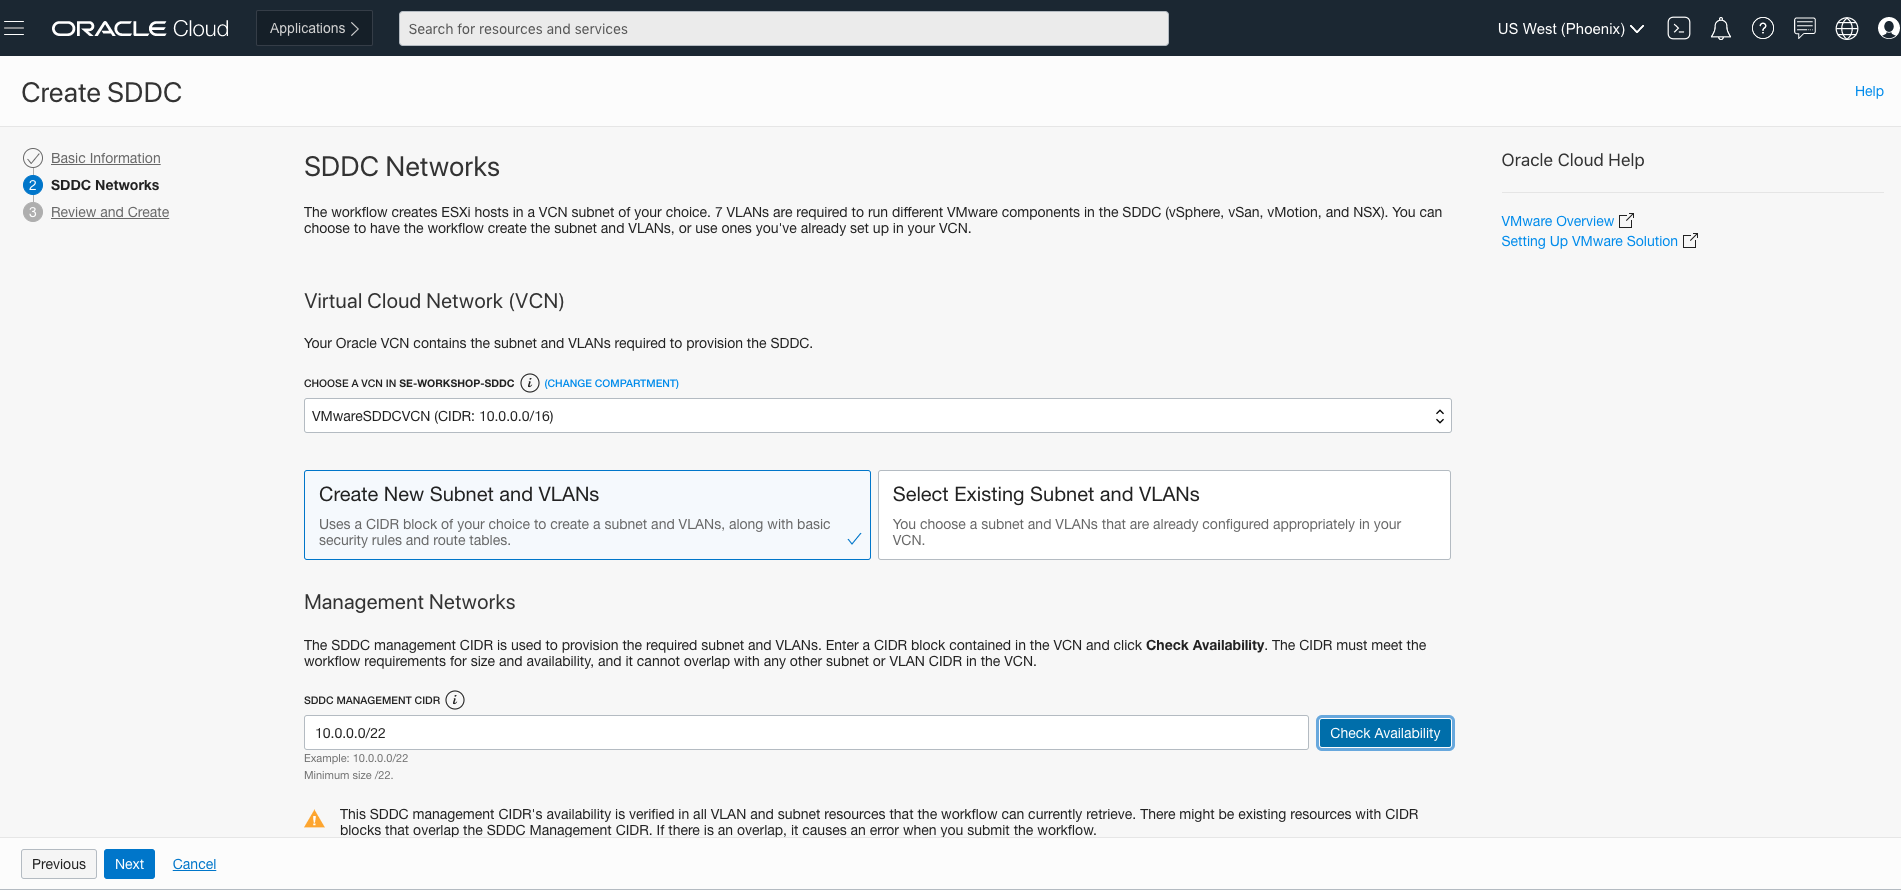 ORACLE Cloud
Applications
Search for resources and services
US West (Phoenix)
Create SDDC
Help
Basic Information
2 SDDC Networks
3 Review and Create
SDDC Networks
The workflow creates ESXi hosts in a VCN subnet of your choice. 7 VLANs are required to run different VMware components in the SDDC (vSphere, vSan, vMotion, and NSX). You can
choose to have the workflow create the subnet and VLANs, or use ones you've already set up in your VCN.
Virtual Cloud Network (VCN)
Your Oracle VCN contains the subnet and VLANs required to provision the SDDC.
CHOOSE A VCN IN SE-WORKSHOP-SDDC i (CHANGE COMPARTMENT)
VMwareSDDCVCN (CIDR: 10.0.0.0/16)
Create New Subnet and VLANs
Uses a CIDR block of your choice to create a subnet and VLANs, along with basic
security rules and route tables.
Select Existing Subnet and VLANs
You choose a subnet and VLANs that are already configured appropriately in your
VCN.
Management Networks
The SDDC management CIDR is used to provision the required subnet and VLANs. Enter a CIDR block contained in the VCN and click Check Availability. The CIDR must meet the
workflow requirements for size and availability, and it cannot overlap with any other subnet or VLAN CIDR in the VCN.
SDDC MANAGEMENT CIDR i
10.0.0.0/22
Check Availability
Example: 10.0.0.0/22
Minimum size /22.
This SDDC management CIDR's availability is verified in all VLAN and subnet resources that the workflow can currently retrieve. There might be existing resources with CIDR
blocks that overlap the SDDC Management CIDR. If there is an overlap, it causes an error when you submit the workflow.
Oracle Cloud Help
VMware Overview
Setting Up VMware Solution
Previous
Next
Cancel